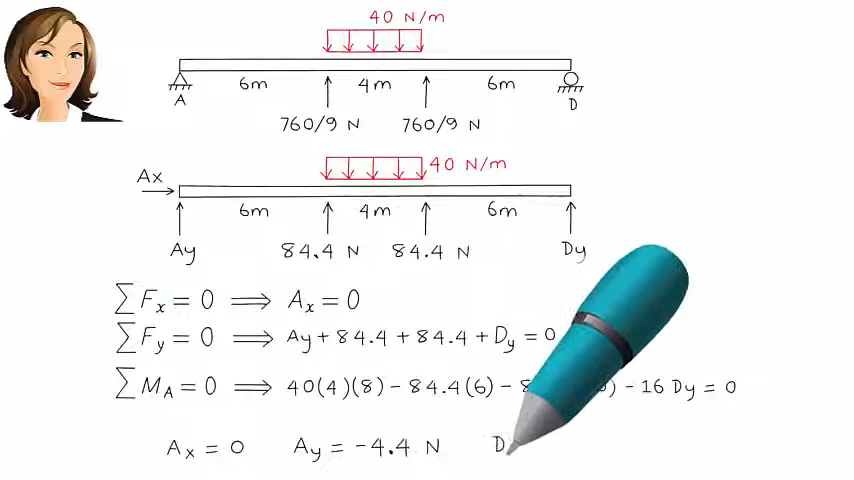 40 N/m
6m 4m 6m
A D
760/9 N 760/9 N
Ax 40 N/m
6m 4m 6m
Ay 84.4 N 84.4 N Dy
∑ Fx = 0 ⟹ Ax = 0
∑ Fy = 0 ⟹ Ay + 84.4 + 84.4 + Dy = 0
∑ MA = 0 ⟹ 40(4)(8) − 84.4(6) − 8 ) − 16 Dy = 0
Ax = 0 Ay = −4.4 N D